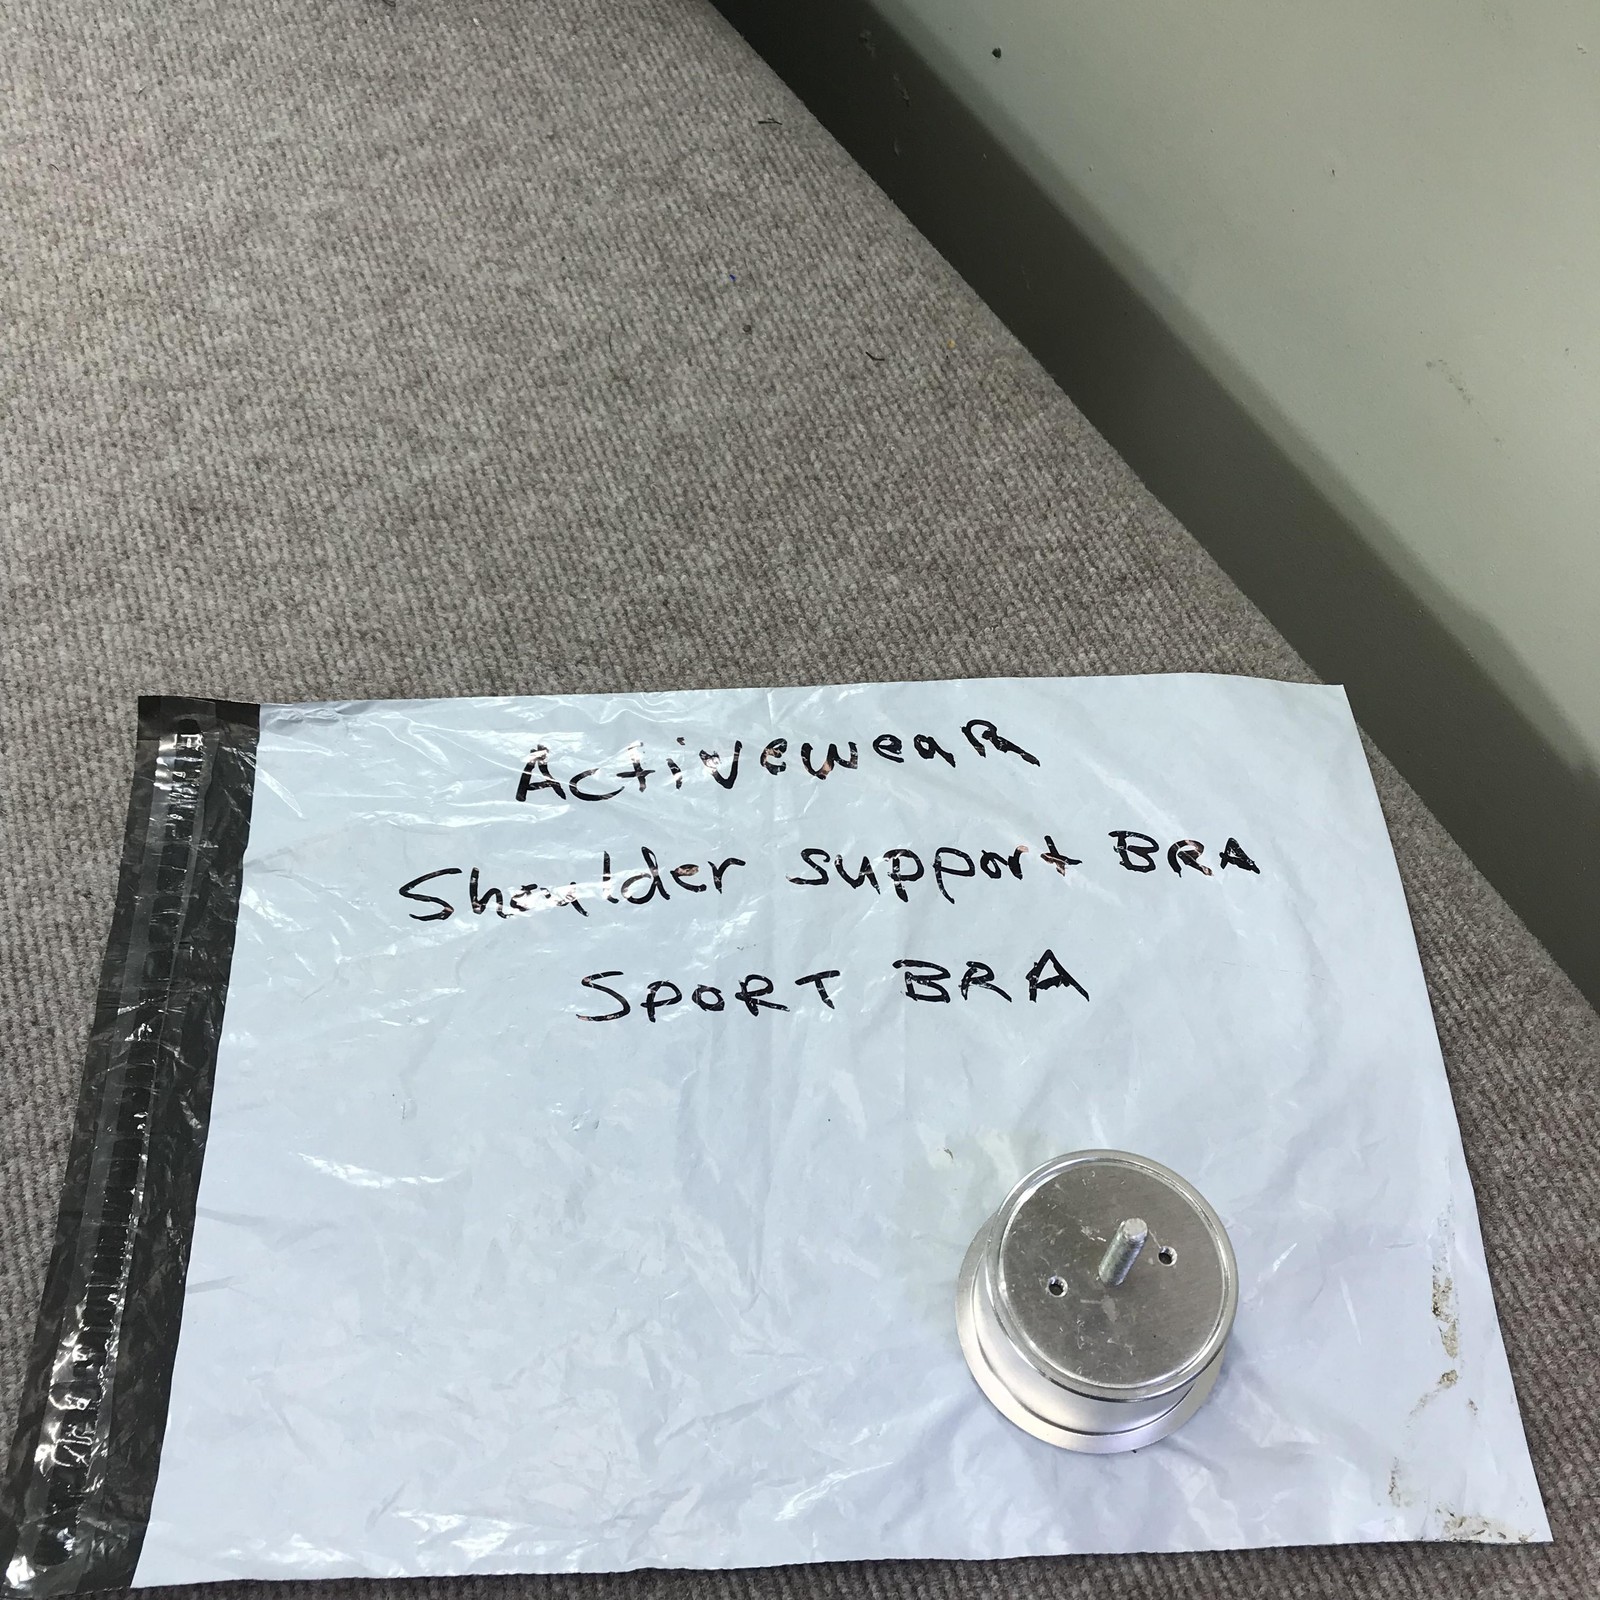 ActiveweaR
Shoulder support BRA
SPORT BRA